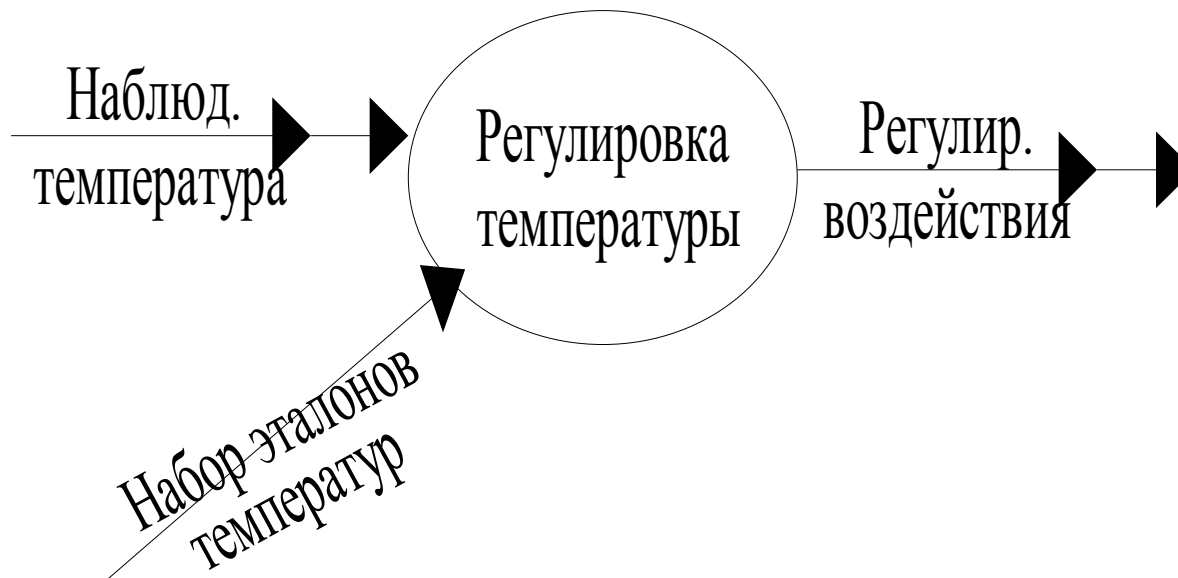 Наблюд.
температура
Регулировка
температуры
Регулир.
воздействия
Набор эталонов
температур